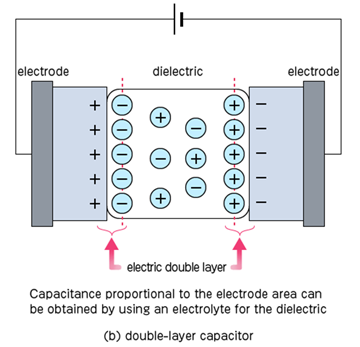 electrode dielectric electrode
+ − + −
+ − + − + −
+ − − + −
+ − + + −
+ − − + −
+ − + + −
electric double layer
Capacitance proportional to the electrode area can
be obtained by using an electrolyte for the dielectric
(b) double-layer capacitor